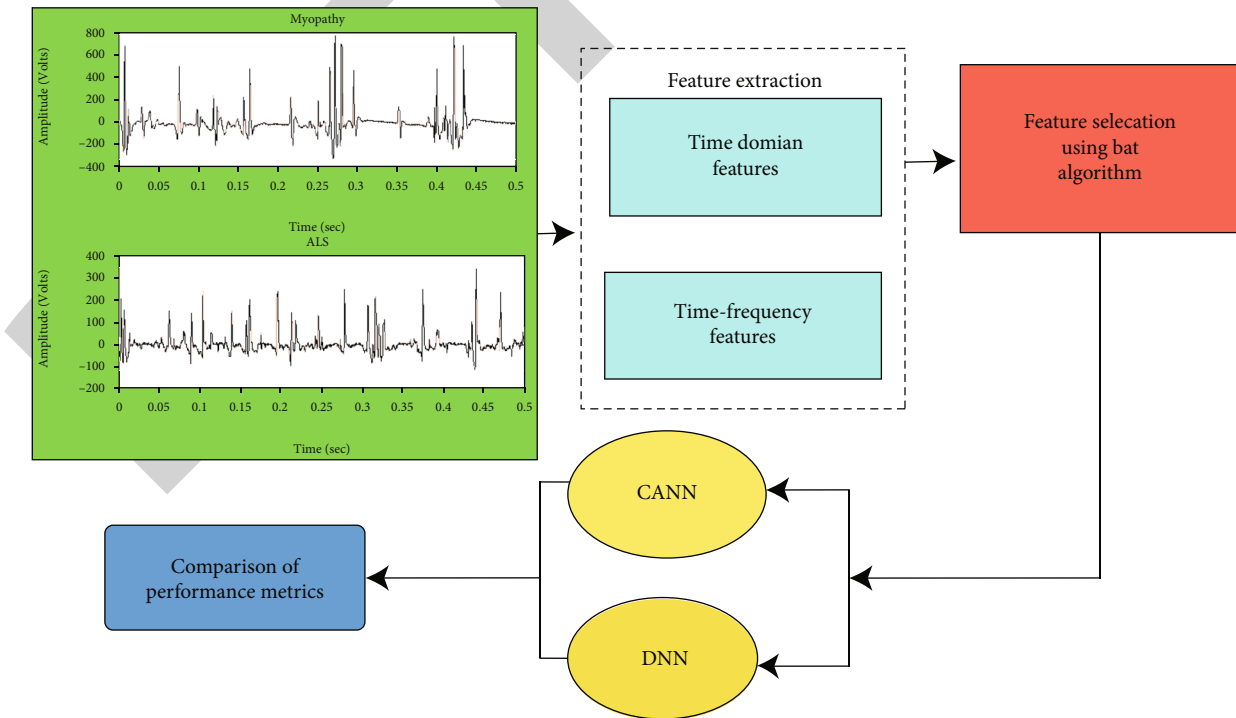 Myopathy
Amplitude (Volts)
800
600
400
200
0
−200
−400
0 0.05 0.1 0.15 0.2 0.25 0.3 0.35 0.4 0.45 0.5
Time (sec)
ALS
Amplitude (Volts)
400
300
200
100
0
−100
−200
0 0.05 0.1 0.15 0.2 0.25 0.3 0.35 0.4 0.45 0.5
Time (sec)
Feature extraction
Time domian
features
Time-frequency
features
Feature selecation
using bat
algorithm
CANN
DNN
Comparison of
performance metrics